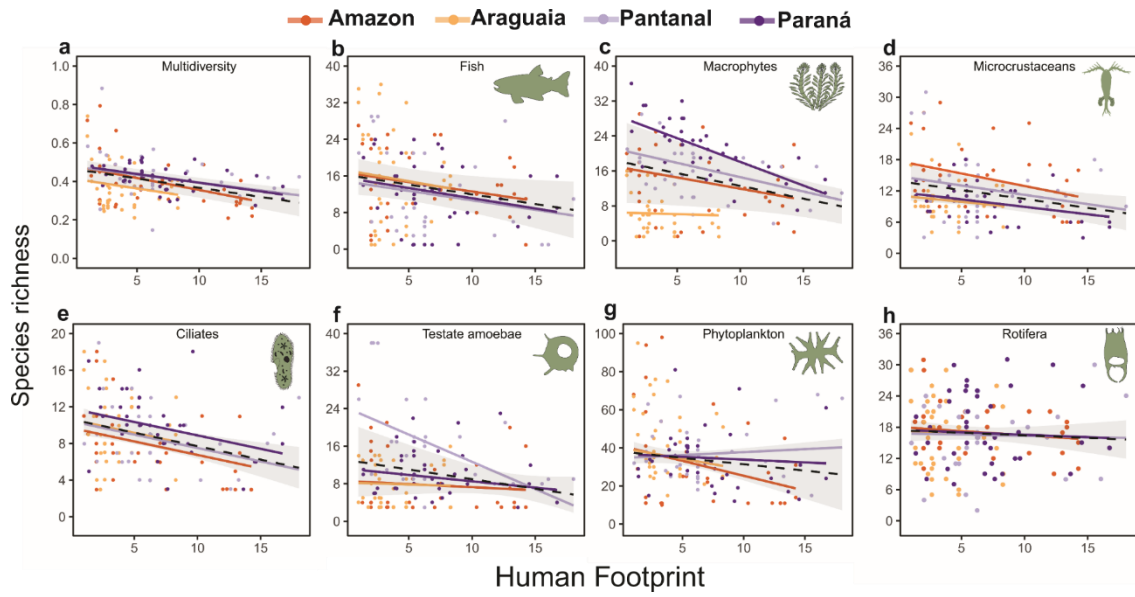 Amazon Araguaia Pantanal Paraná
a b c d
Multidiversity Fish Macrophytes Microcrustaceans
1.0 40 40 36
0.8 32 32 30
0.6 24 24 24
18
0.4 16 16 12
0.2 8 8 6
0.0 0 0 0
5 10 15 5 10 15 5 10 15 5 10 15
e f g h
Ciliates Testate amoebae Phytoplankton Rotifera
20 40 100 36
18
16 32 80 30
14
12 24 60 24
10 18
8 16 40 12
6
4 8 20 6
2
0 0 0 0
5 10 15 5 10 15 5 10 15 5 10 15
Species richness
Human Footprint